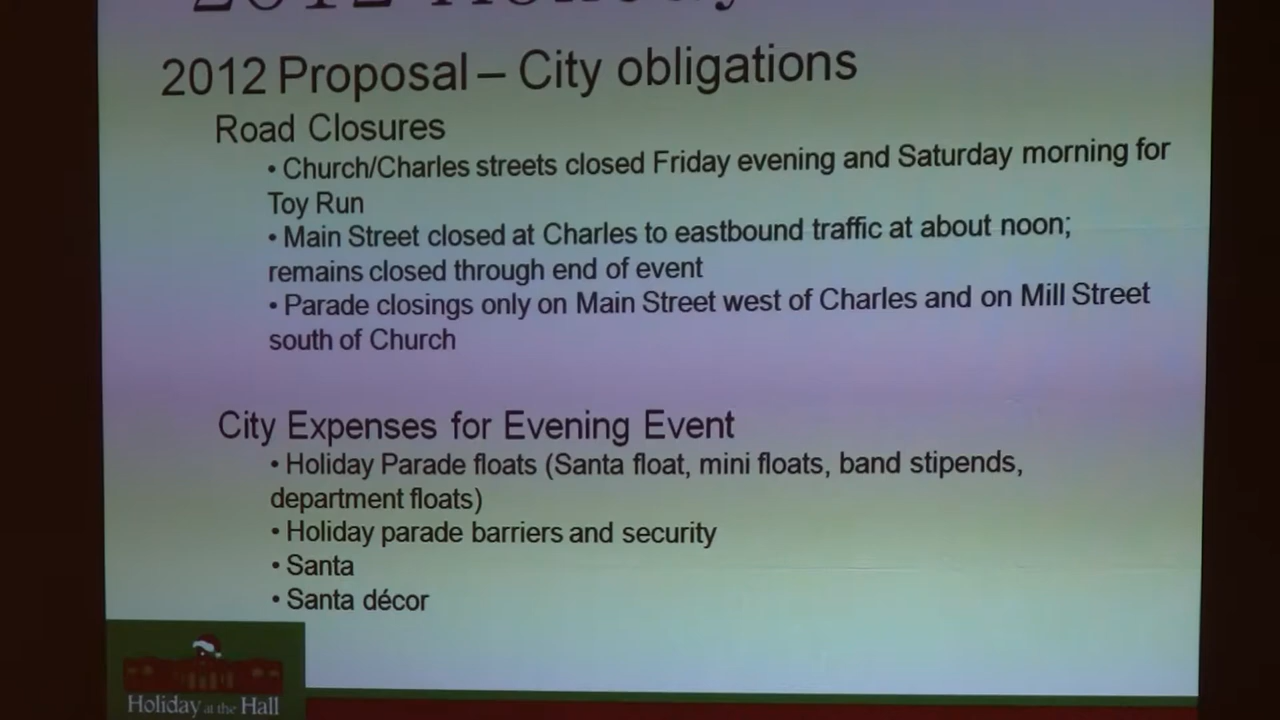 2012 Holiday
2012 Proposal – City obligations
Road Closures
• Church/Charles streets closed Friday evening and Saturday morning for
Toy Run
• Main Street closed at Charles to eastbound traffic at about noon;
remains closed through end of event
• Parade closings only on Main Street west of Charles and on Mill Street
south of Church
City Expenses for Evening Event
• Holiday Parade floats (Santa float, mini floats, band stipends,
department floats)
• Holiday parade barriers and security
• Santa
• Santa décor
Holiday at the Hall